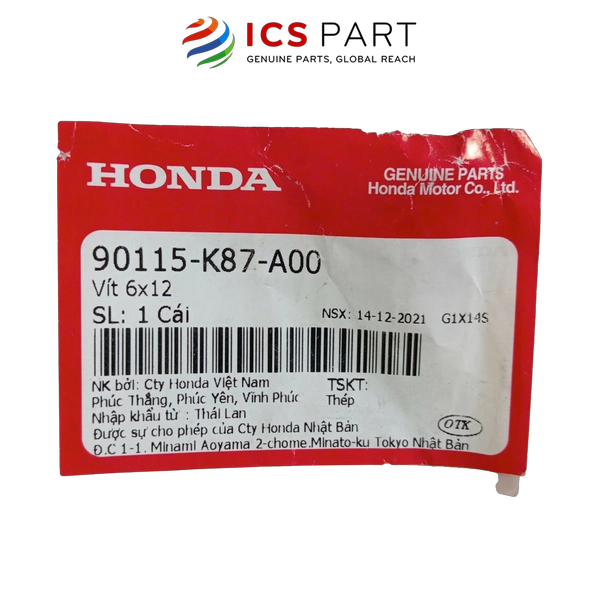 ICS PART
GENUINE PARTS, GLOBAL REACH
HONDA
GENUINE PARTS
Honda Motor Co., Ltd.
90115-K87-A00
Vít 6x12
SL: 1 Cái
NSX: 14-12-2021 G1X14S
NK bởi: Cty Honda Việt Nam
TSKT:
Phúc Thắng, Phúc Yên, Vĩnh Phúc
Thép
Nhập khẩu từ : Thái Lan
Được sự cho phép của Cty Honda Nhật Bản
OTK
Đ.C 1-1. Minami Aoyama 2-chome.Minato-ku Tokyo Nhật Bản